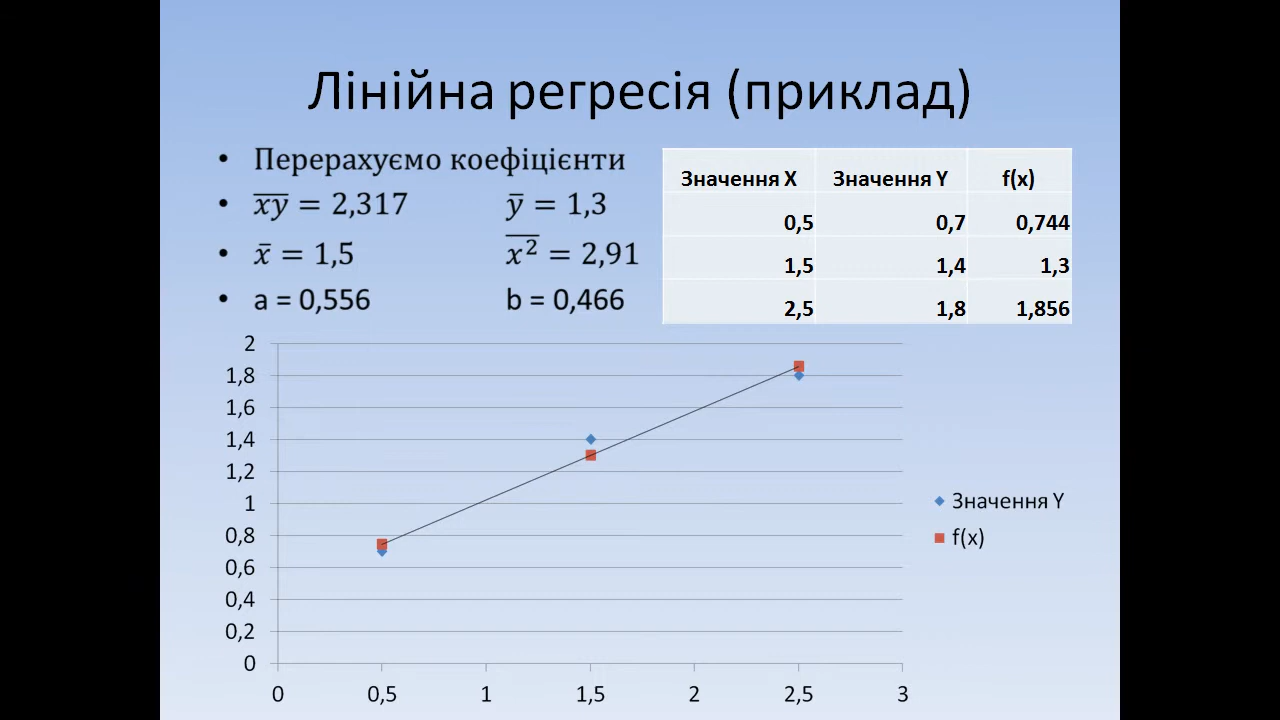 Лінійна регресія (приклад)
• Перерахуємо коефіцієнти
• x̅y̅ = 2,317 y̅ = 1,3
• x̅ = 1,5 x̅²̅ = 2,91
• a = 0,556 b = 0,466
Значення X Значення Y f(x)
0,5 0,7 0,744
1,5 1,4 1,3
2,5 1,8 1,856
2
1,8
1,6
1,4
1,2
1
0,8
0,6
0,4
0,2
0
0 0,5 1 1,5 2 2,5 3
Значення Y
f(x)